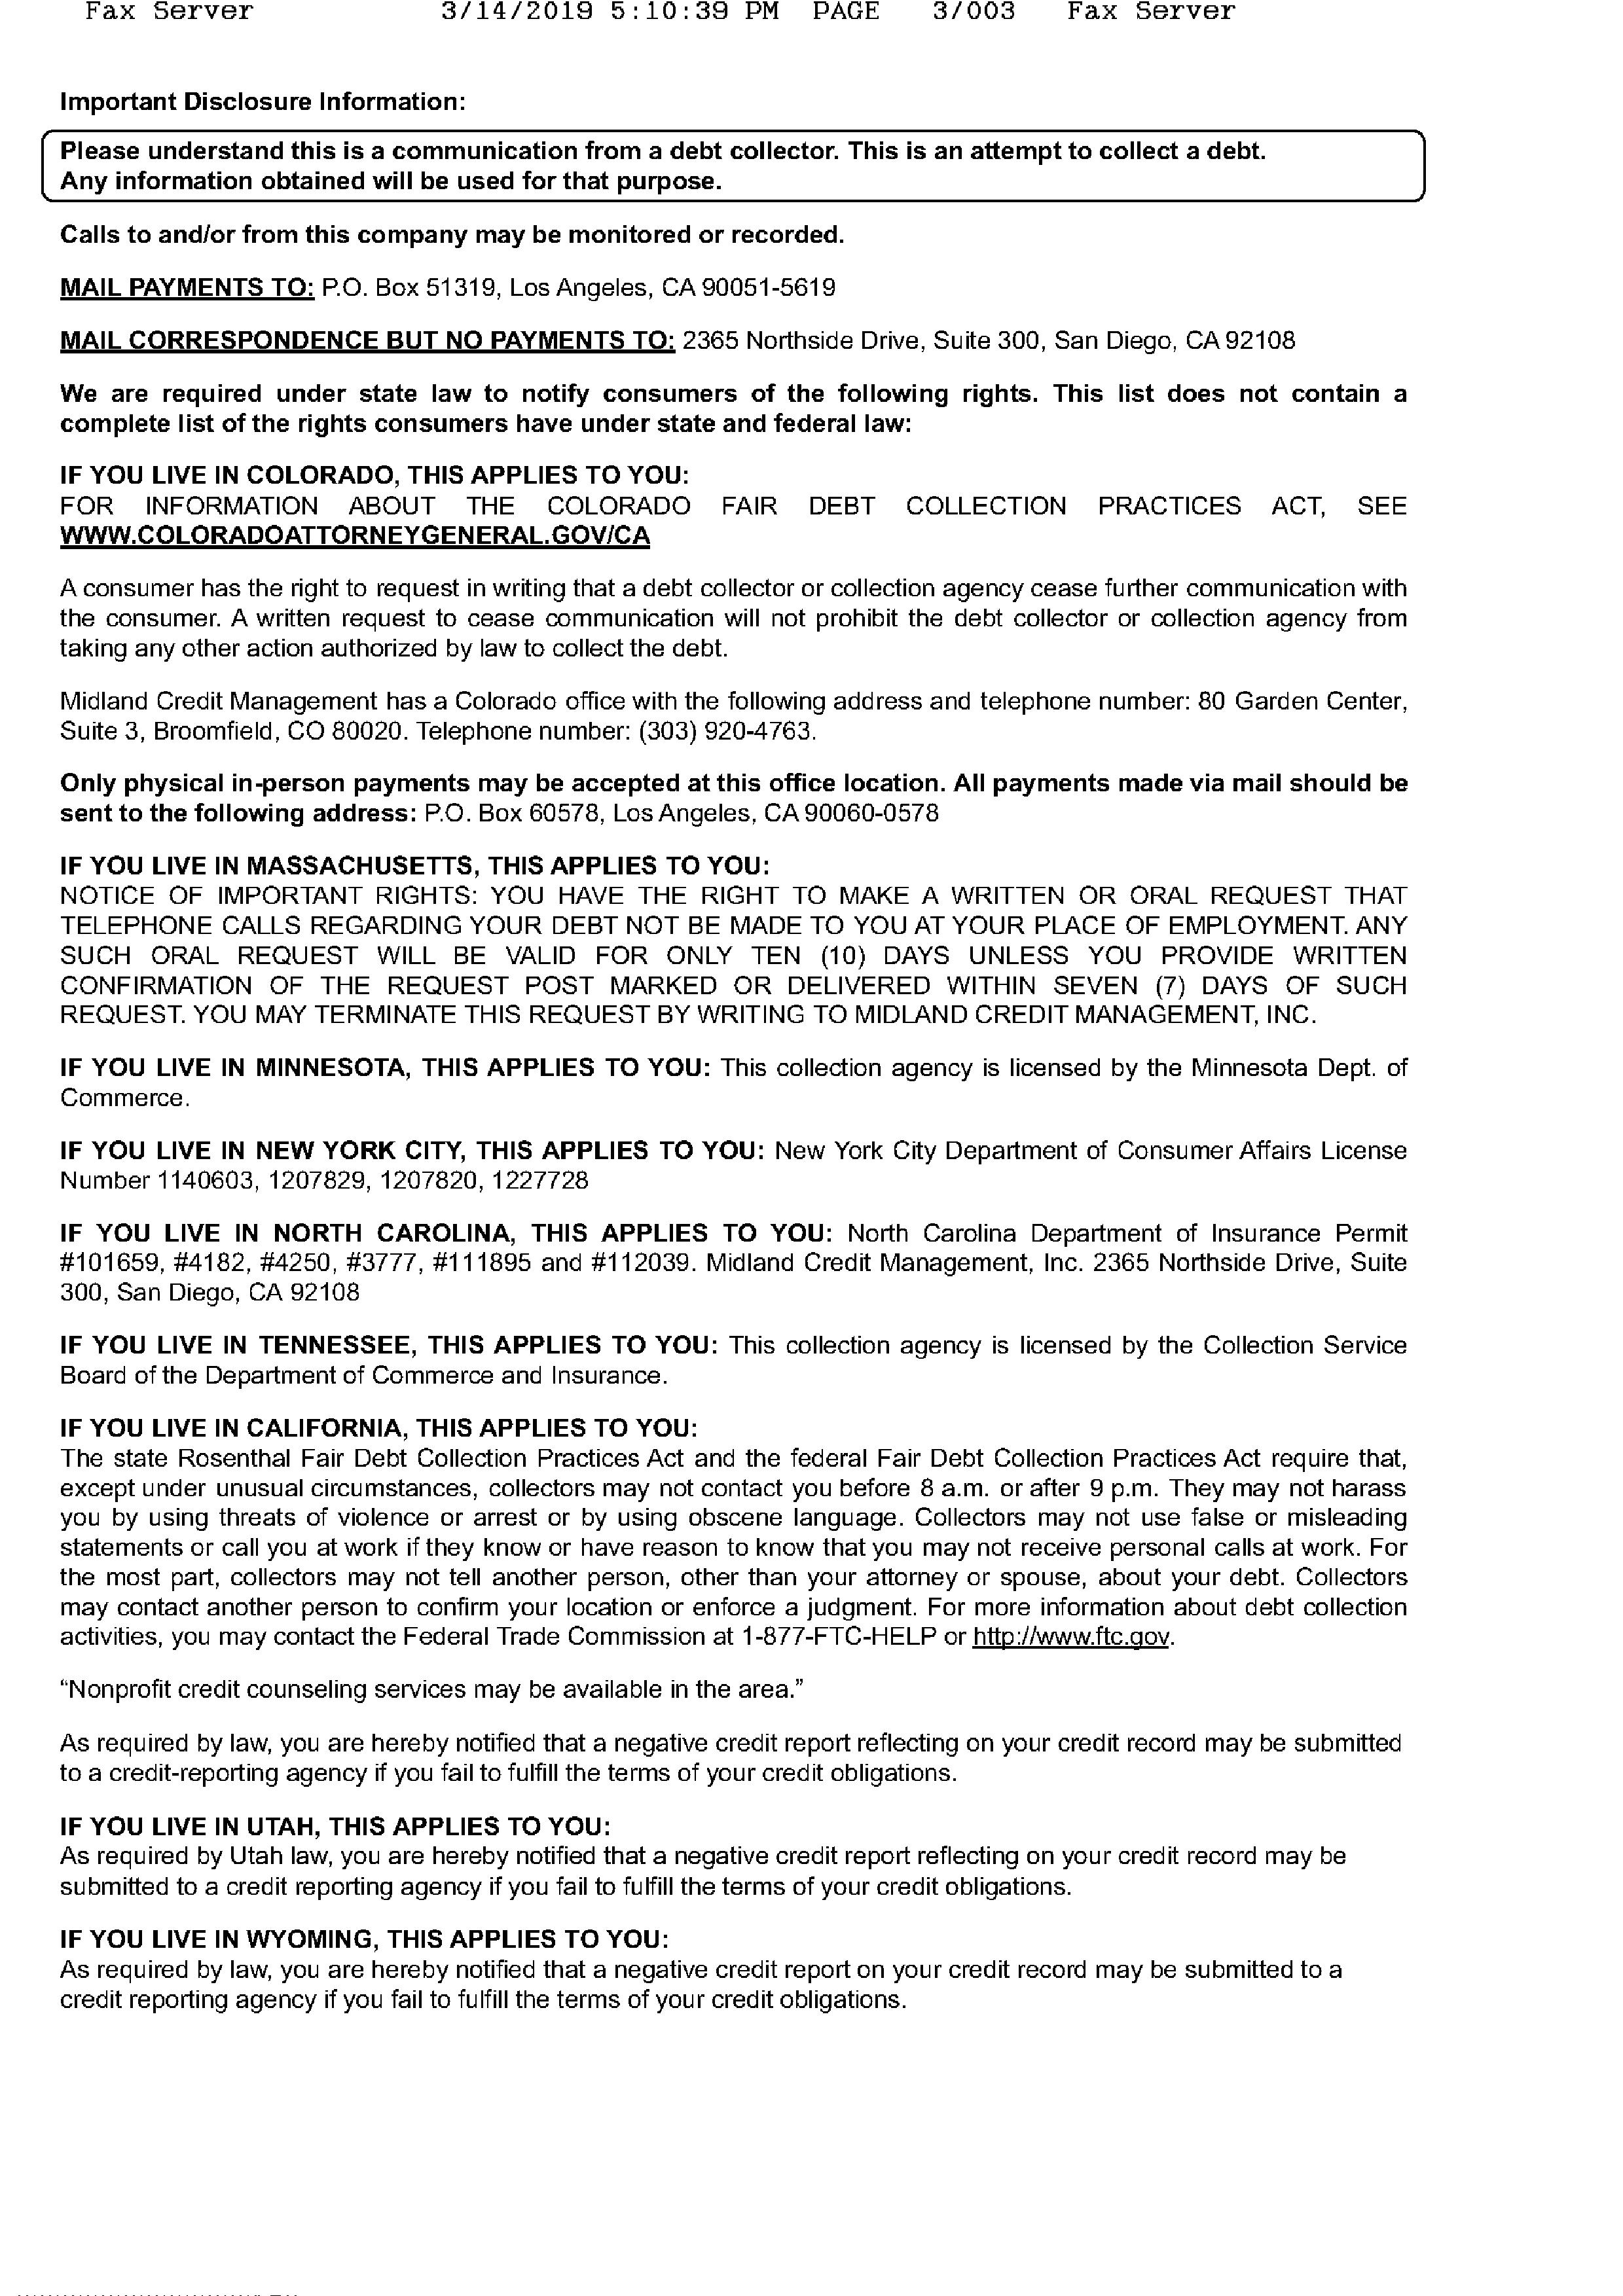 Fax Server 3/14/2019 5:10:39 PM PAGE 3/003 Fax Server
Important Disclosure Information:
Please understand this is a communication from a debt collector. This is an attempt to collect a debt.
Any information obtained will be used for that purpose.
Calls to and/or from this company may be monitored or recorded.
MAIL PAYMENTS TO: P.O. Box 51319, Los Angeles, CA 90051-5619
MAIL CORRESPONDENCE BUT NO PAYMENTS TO: 2365 Northside Drive, Suite 300, San Diego, CA 92108
We are required under state law to notify consumers of the following rights. This list does not contain a
complete list of the rights consumers have under state and federal law:
IF YOU LIVE IN COLORADO, THIS APPLIES TO YOU:
FOR INFORMATION ABOUT THE COLORADO FAIR DEBT COLLECTION PRACTICES ACT, SEE
WWW.COLORADOATTORNEYGENERAL.GOV/CA
A consumer has the right to request in writing that a debt collector or collection agency cease further communication with
the consumer. A written request to cease communication will not prohibit the debt collector or collection agency from
taking any other action authorized by law to collect the debt.
Midland Credit Management has a Colorado office with the following address and telephone number: 80 Garden Center,
Suite 3, Broomfield, CO 80020. Telephone number: (303) 920-4763.
Only physical in-person payments may be accepted at this office location. All payments made via mail should be
sent to the following address: P.O. Box 60578, Los Angeles, CA 90060-0578
IF YOU LIVE IN MASSACHUSETTS, THIS APPLIES TO YOU:
NOTICE OF IMPORTANT RIGHTS: YOU HAVE THE RIGHT TO MAKE A WRITTEN OR ORAL REQUEST THAT
TELEPHONE CALLS REGARDING YOUR DEBT NOT BE MADE TO YOU AT YOUR PLACE OF EMPLOYMENT. ANY
SUCH ORAL REQUEST WILL BE VALID FOR ONLY TEN (10) DAYS UNLESS YOU PROVIDE WRITTEN
CONFIRMATION OF THE REQUEST POST MARKED OR DELIVERED WITHIN SEVEN (7) DAYS OF SUCH
REQUEST. YOU MAY TERMINATE THIS REQUEST BY WRITING TO MIDLAND CREDIT MANAGEMENT, INC.
IF YOU LIVE IN MINNESOTA, THIS APPLIES TO YOU: This collection agency is licensed by the Minnesota Dept. of
Commerce.
IF YOU LIVE IN NEW YORK CITY, THIS APPLIES TO YOU: New York City Department of Consumer Affairs License
Number 1140603, 1207829, 1207820, 1227728
IF YOU LIVE IN NORTH CAROLINA, THIS APPLIES TO YOU: North Carolina Department of Insurance Permit
#101659, #4182, #4250, #3777, #111895 and #112039. Midland Credit Management, Inc. 2365 Northside Drive, Suite
300, San Diego, CA 92108
IF YOU LIVE IN TENNESSEE, THIS APPLIES TO YOU: This collection agency is licensed by the Collection Service
Board of the Department of Commerce and Insurance.
IF YOU LIVE IN CALIFORNIA, THIS APPLIES TO YOU:
The state Rosenthal Fair Debt Collection Practices Act and the federal Fair Debt Collection Practices Act require that,
except under unusual circumstances, collectors may not contact you before 8 a.m. or after 9 p.m. They may not harass
you by using threats of violence or arrest or by using obscene language. Collectors may not use false or misleading
statements or call you at work if they know or have reason to know that you may not receive personal calls at work. For
the most part, collectors may not tell another person, other than your attorney or spouse, about your debt. Collectors
may contact another person to confirm your location or enforce a judgment. For more information about debt collection
activities, you may contact the Federal Trade Commission at 1-877-FTC-HELP or http://www.ftc.gov.
“Nonprofit credit counseling services may be available in the area.”
As required by law, you are hereby notified that a negative credit report reflecting on your credit record may be submitted
to a credit-reporting agency if you fail to fulfill the terms of your credit obligations.
IF YOU LIVE IN UTAH, THIS APPLIES TO YOU:
As required by Utah law, you are hereby notified that a negative credit report reflecting on your credit record may be
submitted to a credit reporting agency if you fail to fulfill the terms of your credit obligations.
IF YOU LIVE IN WYOMING, THIS APPLIES TO YOU:
As required by law, you are hereby notified that a negative credit report on your credit record may be submitted to a
credit reporting agency if you fail to fulfill the terms of your credit obligations.